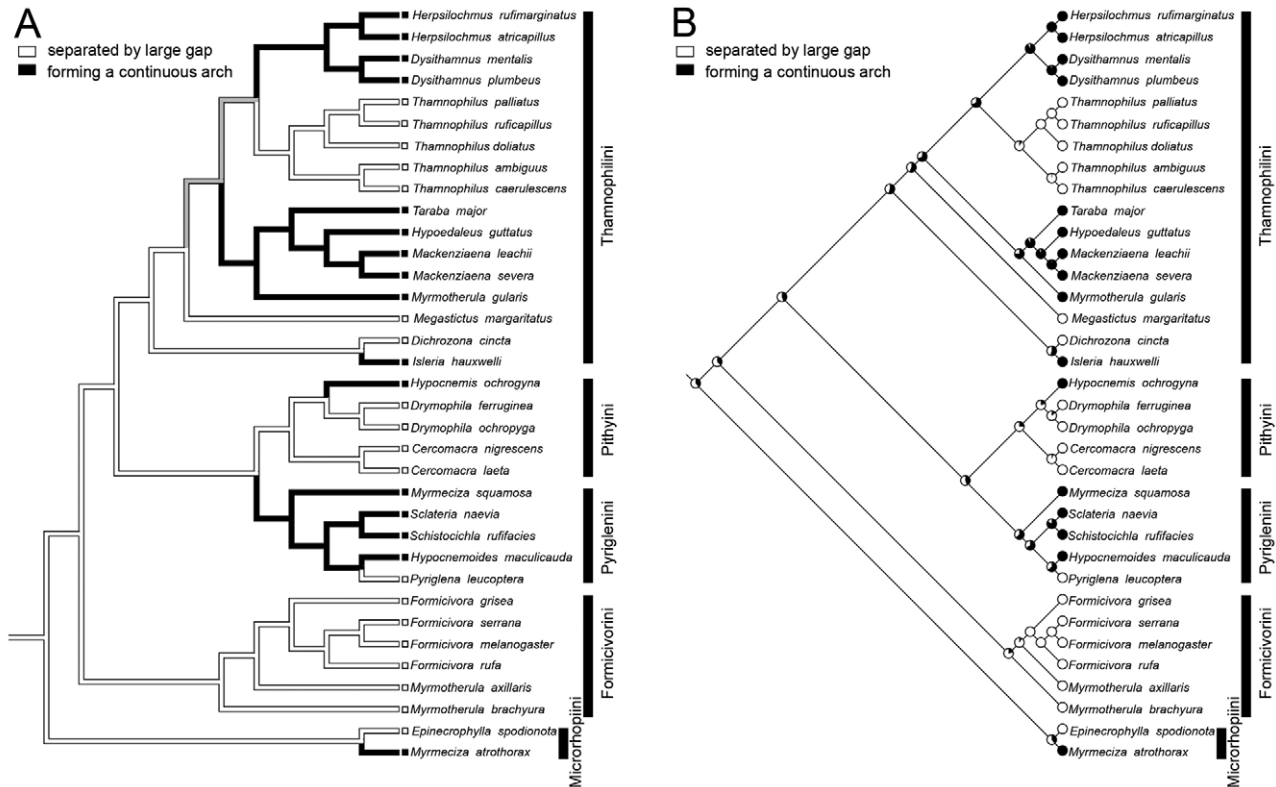 A
separated by large gap
forming a continuous arch
Herpsilochmus rufimarginatus
Herpsilochmus atricapillus
Dysithamnus mentalis
Dysithamnus plumbeus
Thamnophilus palliatus
Thamnophilus ruficapillus
Thamnophilus doliatus
Thamnophilus ambiguus
Thamnophilus caerulescens
Taraba major
Hypoedaleus guttatus
Mackenziaena leachii
Mackenziaena severa
Myrmotherula gularis
Megastictus margaritatus
Dichrozona cincta
Isleria hauxwelli
Hypocnemis ochrogyna
Drymophila ferruginea
Drymophila ochropyga
Cercomacra nigrescens
Cercomacra laeta
Myrmeciza squamosa
Sclateria naevia
Schistocichla rufifacies
Hypocnemoides maculicauda
Pyriglena leucoptera
Formicivora grisea
Formicivora serrana
Formicivora melanogaster
Formicivora rufa
Myrmotherula axillaris
Myrmotherula brachyura
Epinecrophylla spodionota
Myrmeciza atrothorax
Thamnophilini
Pithyini
Pyriglenini
Formicivorini
Microrhopiini
B
separated by large gap
forming a continuous arch
Herpsilochmus rufimarginatus
Herpsilochmus atricapillus
Dysithamnus mentalis
Dysithamnus plumbeus
Thamnophilus palliatus
Thamnophilus ruficapillus
Thamnophilus doliatus
Thamnophilus ambiguus
Thamnophilus caerulescens
Taraba major
Hypoedaleus guttatus
Mackenziaena leachii
Mackenziaena severa
Myrmotherula gularis
Megastictus margaritatus
Dichrozona cincta
Isleria hauxwelli
Hypocnemis ochrogyna
Drymophila ferruginea
Drymophila ochropyga
Cercomacra nigrescens
Cercomacra laeta
Myrmeciza squamosa
Sclateria naevia
Schistocichla rufifacies
Hypocnemoides maculicauda
Pyriglena leucoptera
Formicivora grisea
Formicivora serrana
Formicivora melanogaster
Formicivora rufa
Myrmotherula axillaris
Myrmotherula brachyura
Epinecrophylla spodionota
Myrmeciza atrothorax
Thamnophilini
Pithyini
Pyriglenini
Formicivorini
Microrhopiini